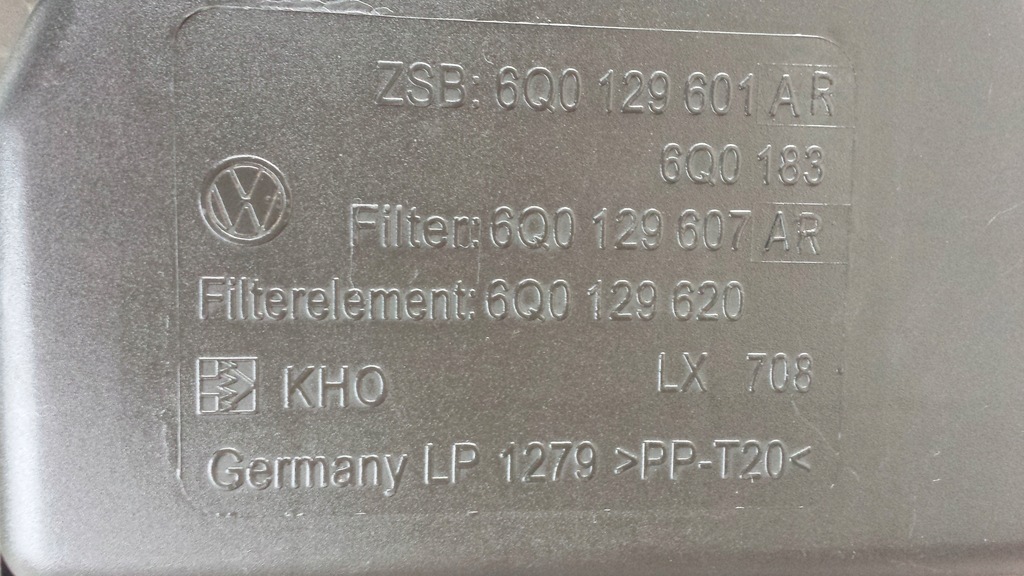 ZSB: 6Q0 129 601 AR
6Q0 183
Filter: 6Q0 129 607 AR
Filterelement: 6Q0 129 620
KHO LX 708
Germany LP 1279 >PP-T20<